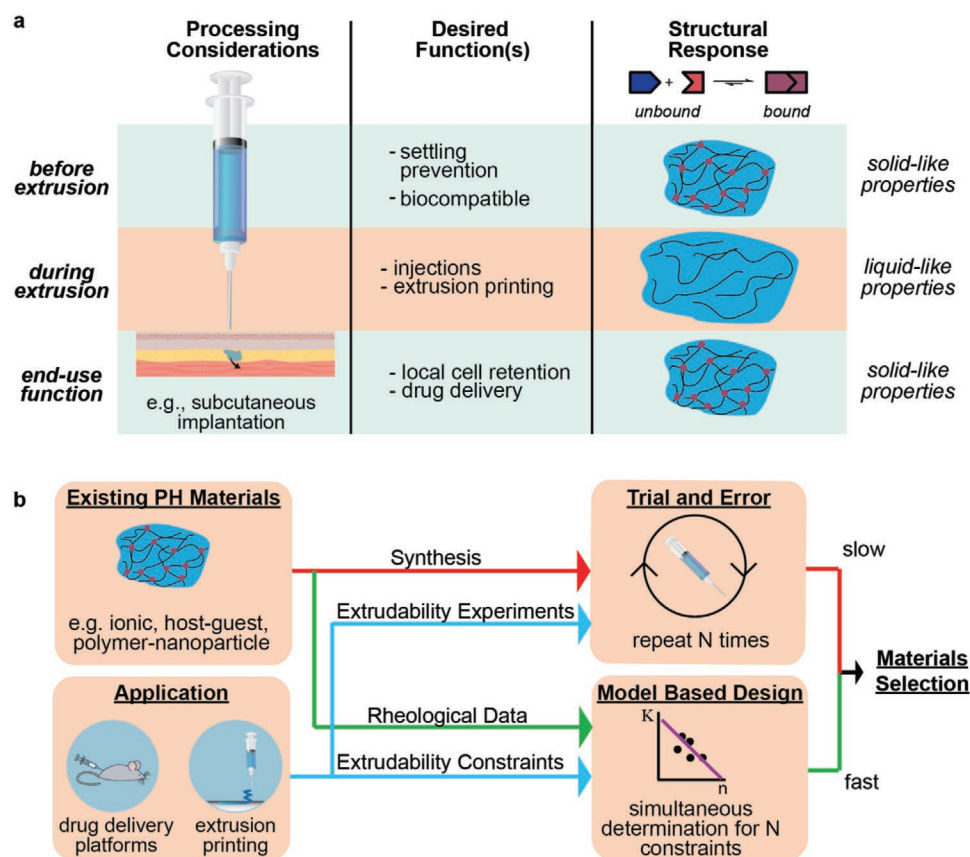 a
Processing
Considerations
Desired
Function(s)
Structural
Response
+
unbound
bound
before
extrusion
- settling
prevention
- biocompatible
solid-like
properties
during
extrusion
- injections
- extrusion printing
liquid-like
properties
end-use
function
e.g., subcutaneous
implantation
- local cell retention
- drug delivery
solid-like
properties
b
Existing PH Materials
e.g. ionic, host-guest,
polymer-nanoparticle
Application
drug delivery
platforms
extrusion
printing
Synthesis
Extrudability Experiments
Rheological Data
Extrudability Constraints
Trial and Error
repeat N times
Model Based Design
K
n
simultaneous
determination for N
constraints
slow
fast
Materials
Selection